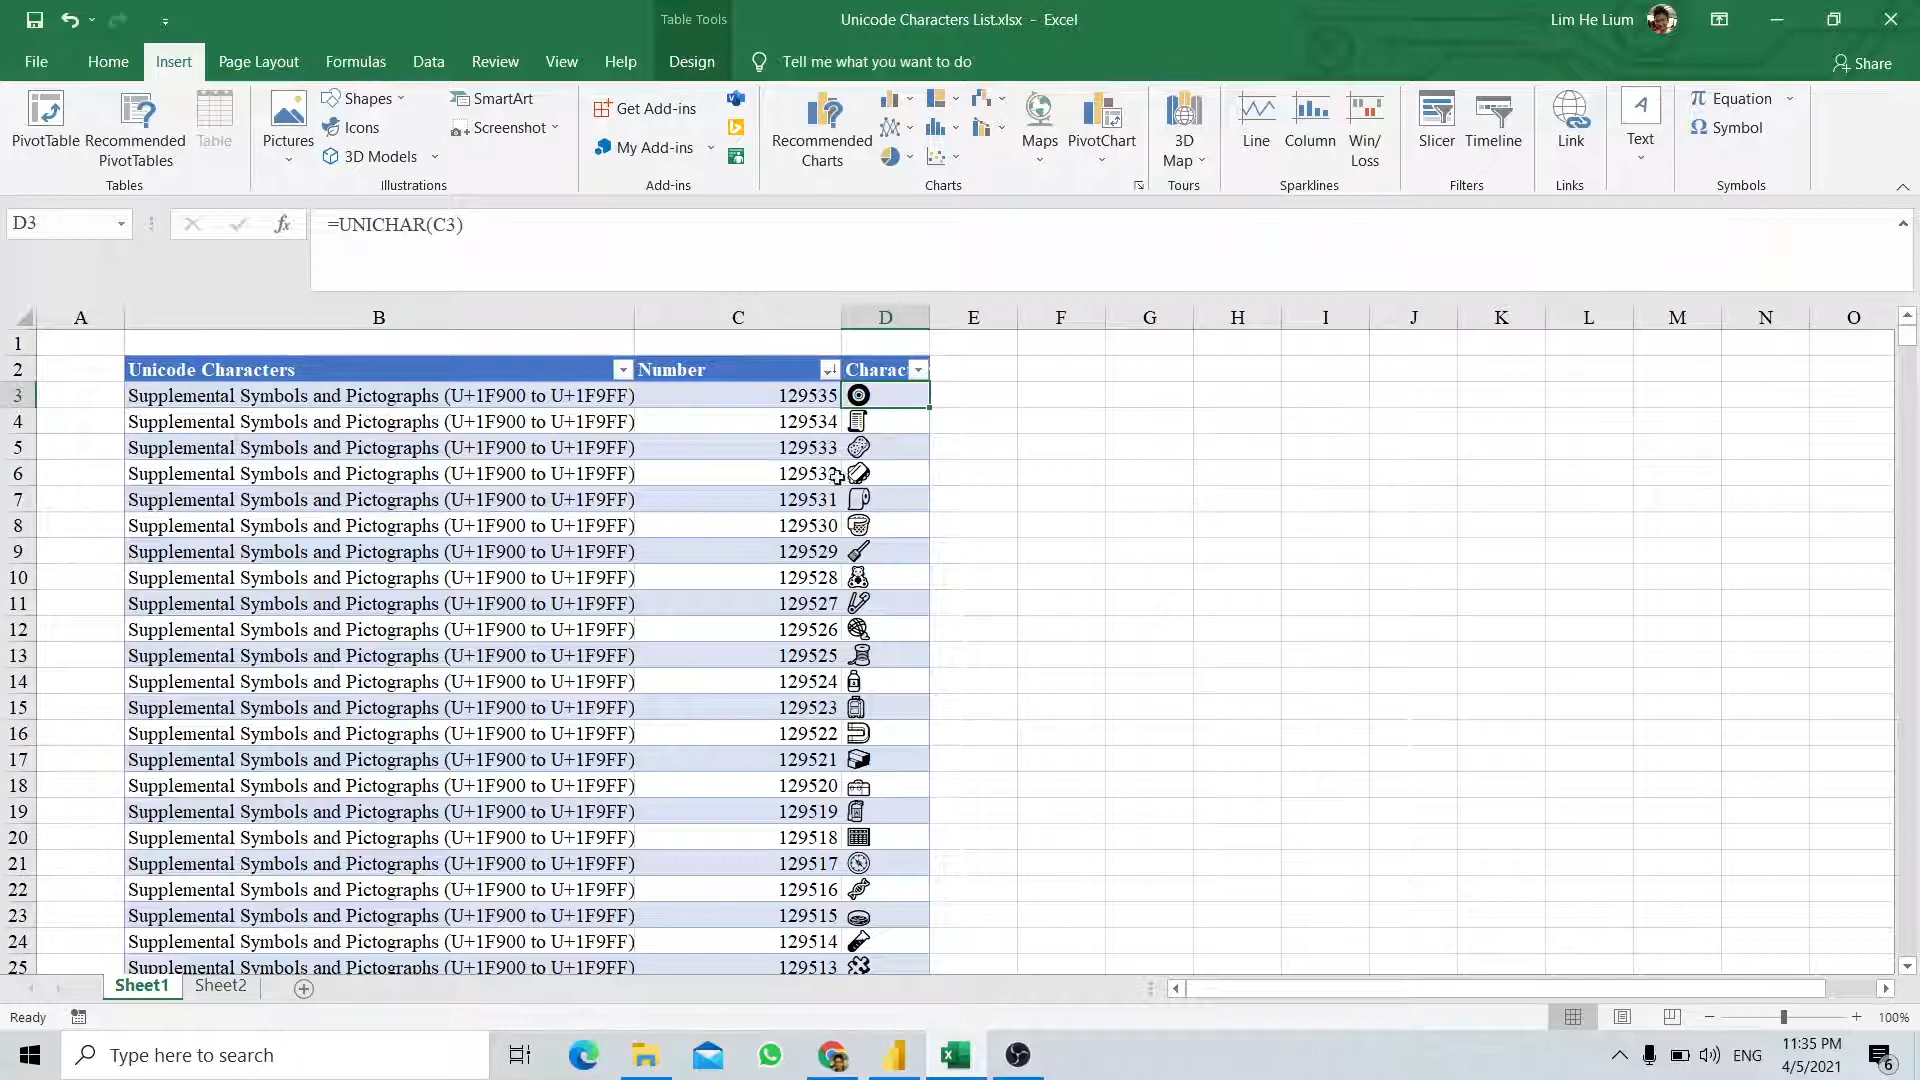 Table Tools
Unicode Characters List.xlsx - Excel
Lim He Lium
File Home Insert Page Layout Formulas Data Review View Help Design Tell me what you want to do Share
PivotTable
Recommended PivotTables
Table
Tables
Pictures
Shapes
Icons
3D Models
SmartArt
Screenshot
Illustrations
Get Add-ins
My Add-ins
Add-ins
Recommended Charts
Maps
PivotChart
Charts
3D Map
Tours
Line
Column
Win/Loss
Sparklines
Slicer
Timeline
Filters
Link
Links
A
Text
Equation
Symbol
Symbols
D3
fx
=UNICHAR(C3)
A B C D E F G H I J K L M N O
1
2 Unicode Characters Number Charac
3 Supplemental Symbols and Pictographs (U+1F900 to U+1F9FF) 129535 🧿
4 Supplemental Symbols and Pictographs (U+1F900 to U+1F9FF) 129534 🧾
5 Supplemental Symbols and Pictographs (U+1F900 to U+1F9FF) 129533 🧽
6 Supplemental Symbols and Pictographs (U+1F900 to U+1F9FF) 129532 🧼
7 Supplemental Symbols and Pictographs (U+1F900 to U+1F9FF) 129531 🧻
8 Supplemental Symbols and Pictographs (U+1F900 to U+1F9FF) 129530 🧺
9 Supplemental Symbols and Pictographs (U+1F900 to U+1F9FF) 129529 🧹
10 Supplemental Symbols and Pictographs (U+1F900 to U+1F9FF) 129528 🧸
11 Supplemental Symbols and Pictographs (U+1F900 to U+1F9FF) 129527 🧷
12 Supplemental Symbols and Pictographs (U+1F900 to U+1F9FF) 129526 🧶
13 Supplemental Symbols and Pictographs (U+1F900 to U+1F9FF) 129525 🧵
14 Supplemental Symbols and Pictographs (U+1F900 to U+1F9FF) 129524 🧴
15 Supplemental Symbols and Pictographs (U+1F900 to U+1F9FF) 129523 🧳
16 Supplemental Symbols and Pictographs (U+1F900 to U+1F9FF) 129522 🧲
17 Supplemental Symbols and Pictographs (U+1F900 to U+1F9FF) 129521 🧱
18 Supplemental Symbols and Pictographs (U+1F900 to U+1F9FF) 129520 🧰
19 Supplemental Symbols and Pictographs (U+1F900 to U+1F9FF) 129519 🧯
20 Supplemental Symbols and Pictographs (U+1F900 to U+1F9FF) 129518 🧮
21 Supplemental Symbols and Pictographs (U+1F900 to U+1F9FF) 129517 🧭
22 Supplemental Symbols and Pictographs (U+1F900 to U+1F9FF) 129516 🧬
23 Supplemental Symbols and Pictographs (U+1F900 to U+1F9FF) 129515 🧫
24 Supplemental Symbols and Pictographs (U+1F900 to U+1F9FF) 129514 🧪
25 Supplemental Symbols and Pictographs (U+1F900 to U+1F9FF) 129513 🧩
Sheet1 Sheet2
Ready
100%
Type here to search
ENG
11:35 PM
4/5/2021
6